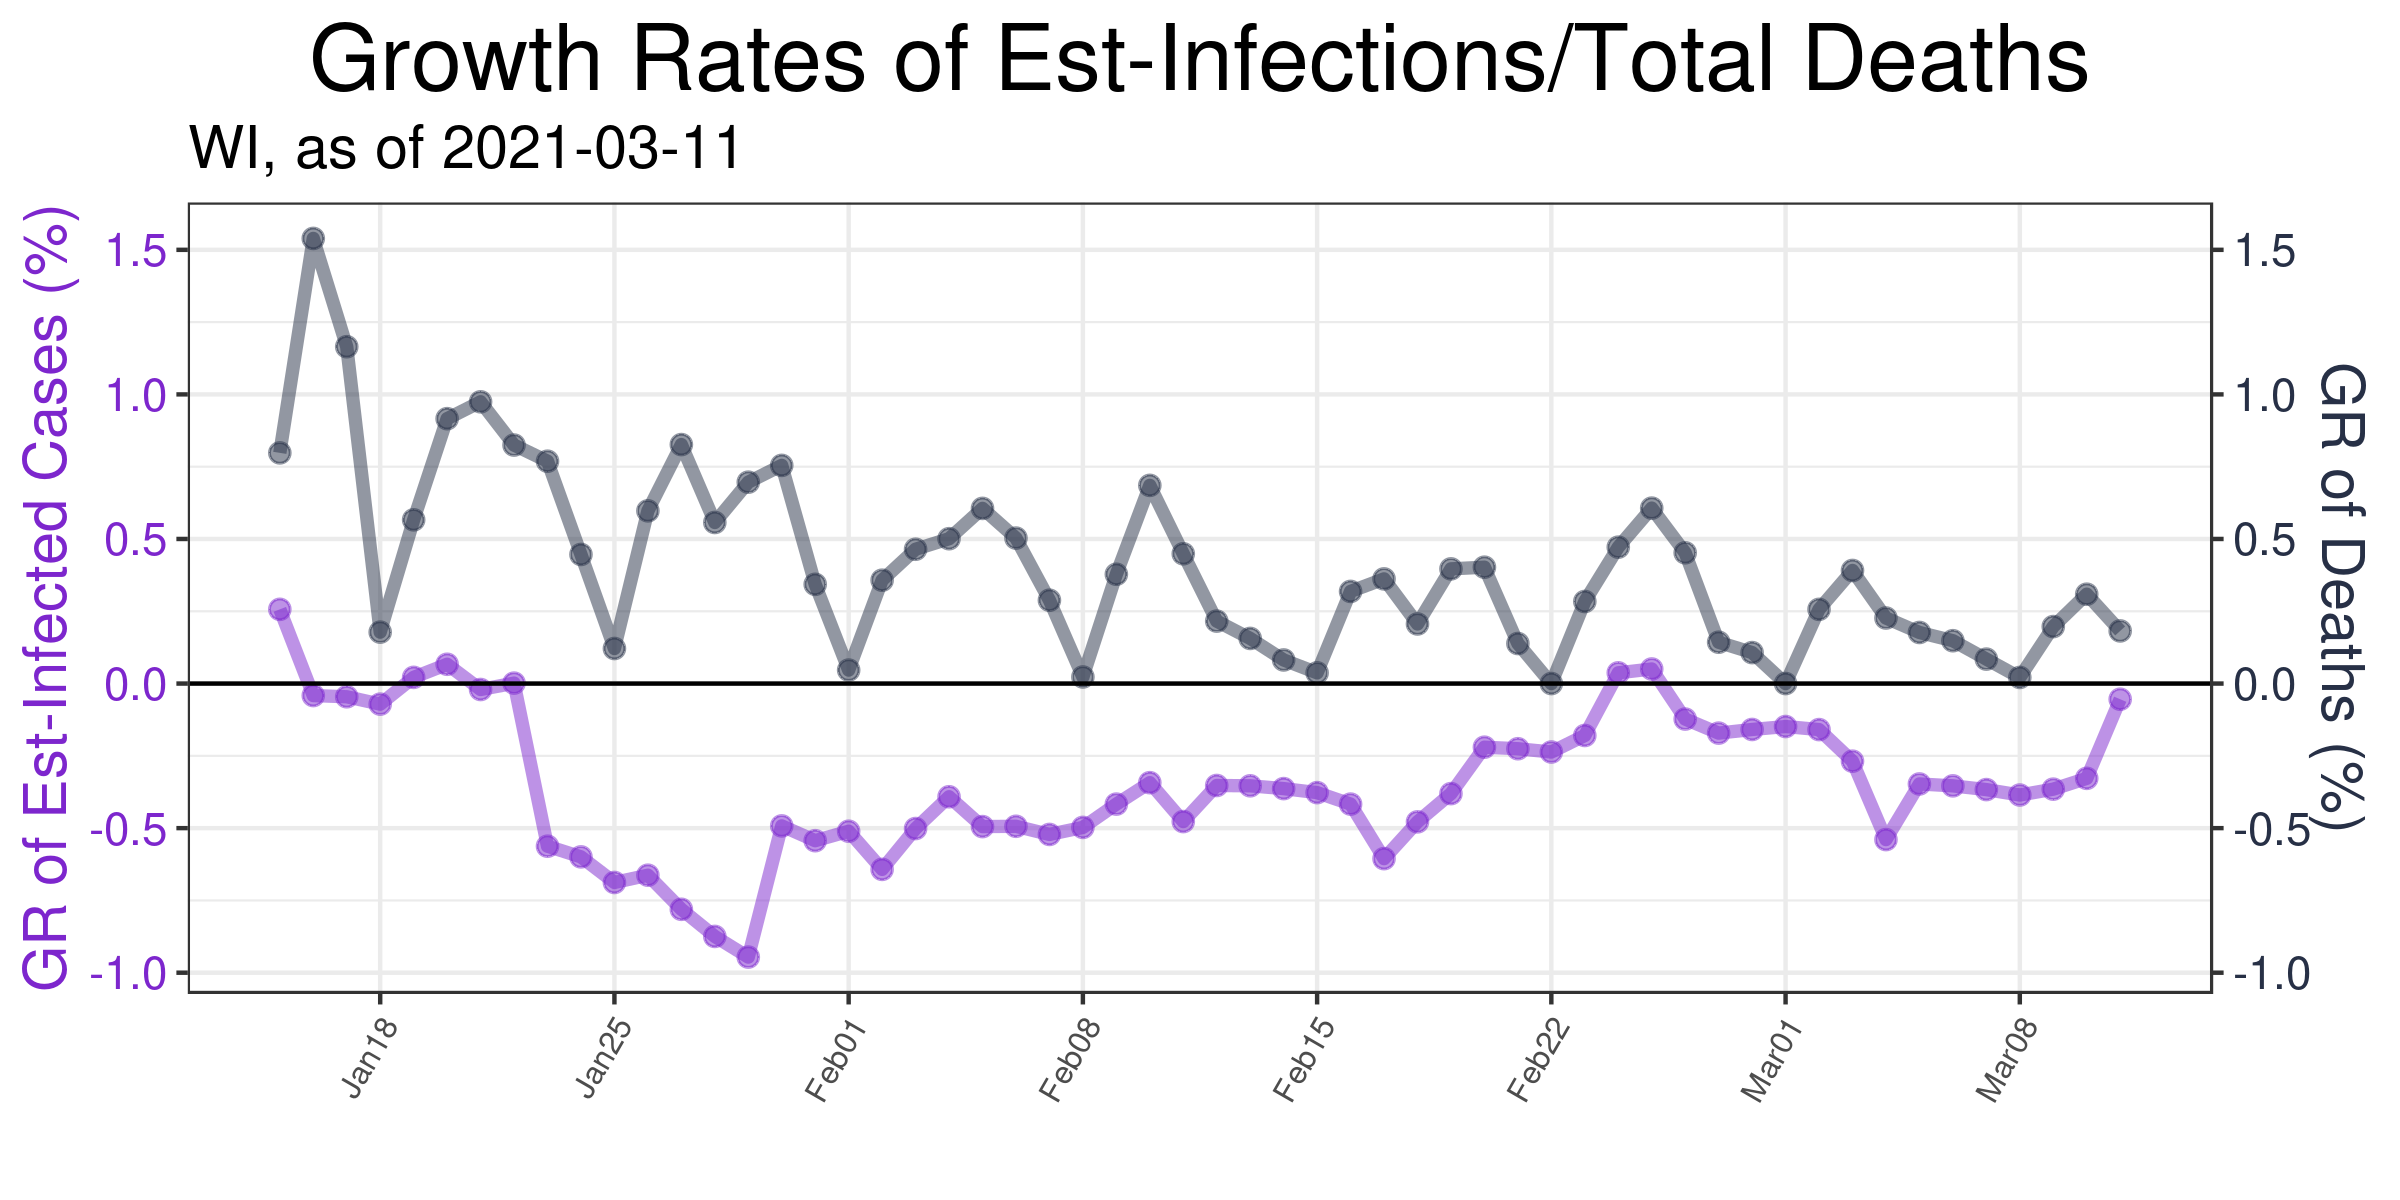 Growth Rates of Est-Infections/Total Deaths
WI, as of 2021-03-11
GR of Est-Infected Cases (%)
1.5
1.0
0.5
0.0
-0.5
-1.0
1.5
1.0
0.5
0.0
-0.5
-1.0
GR of Deaths (%)
Jan18
Jan25
Feb01
Feb08
Feb15
Feb22
Mar01
Mar08